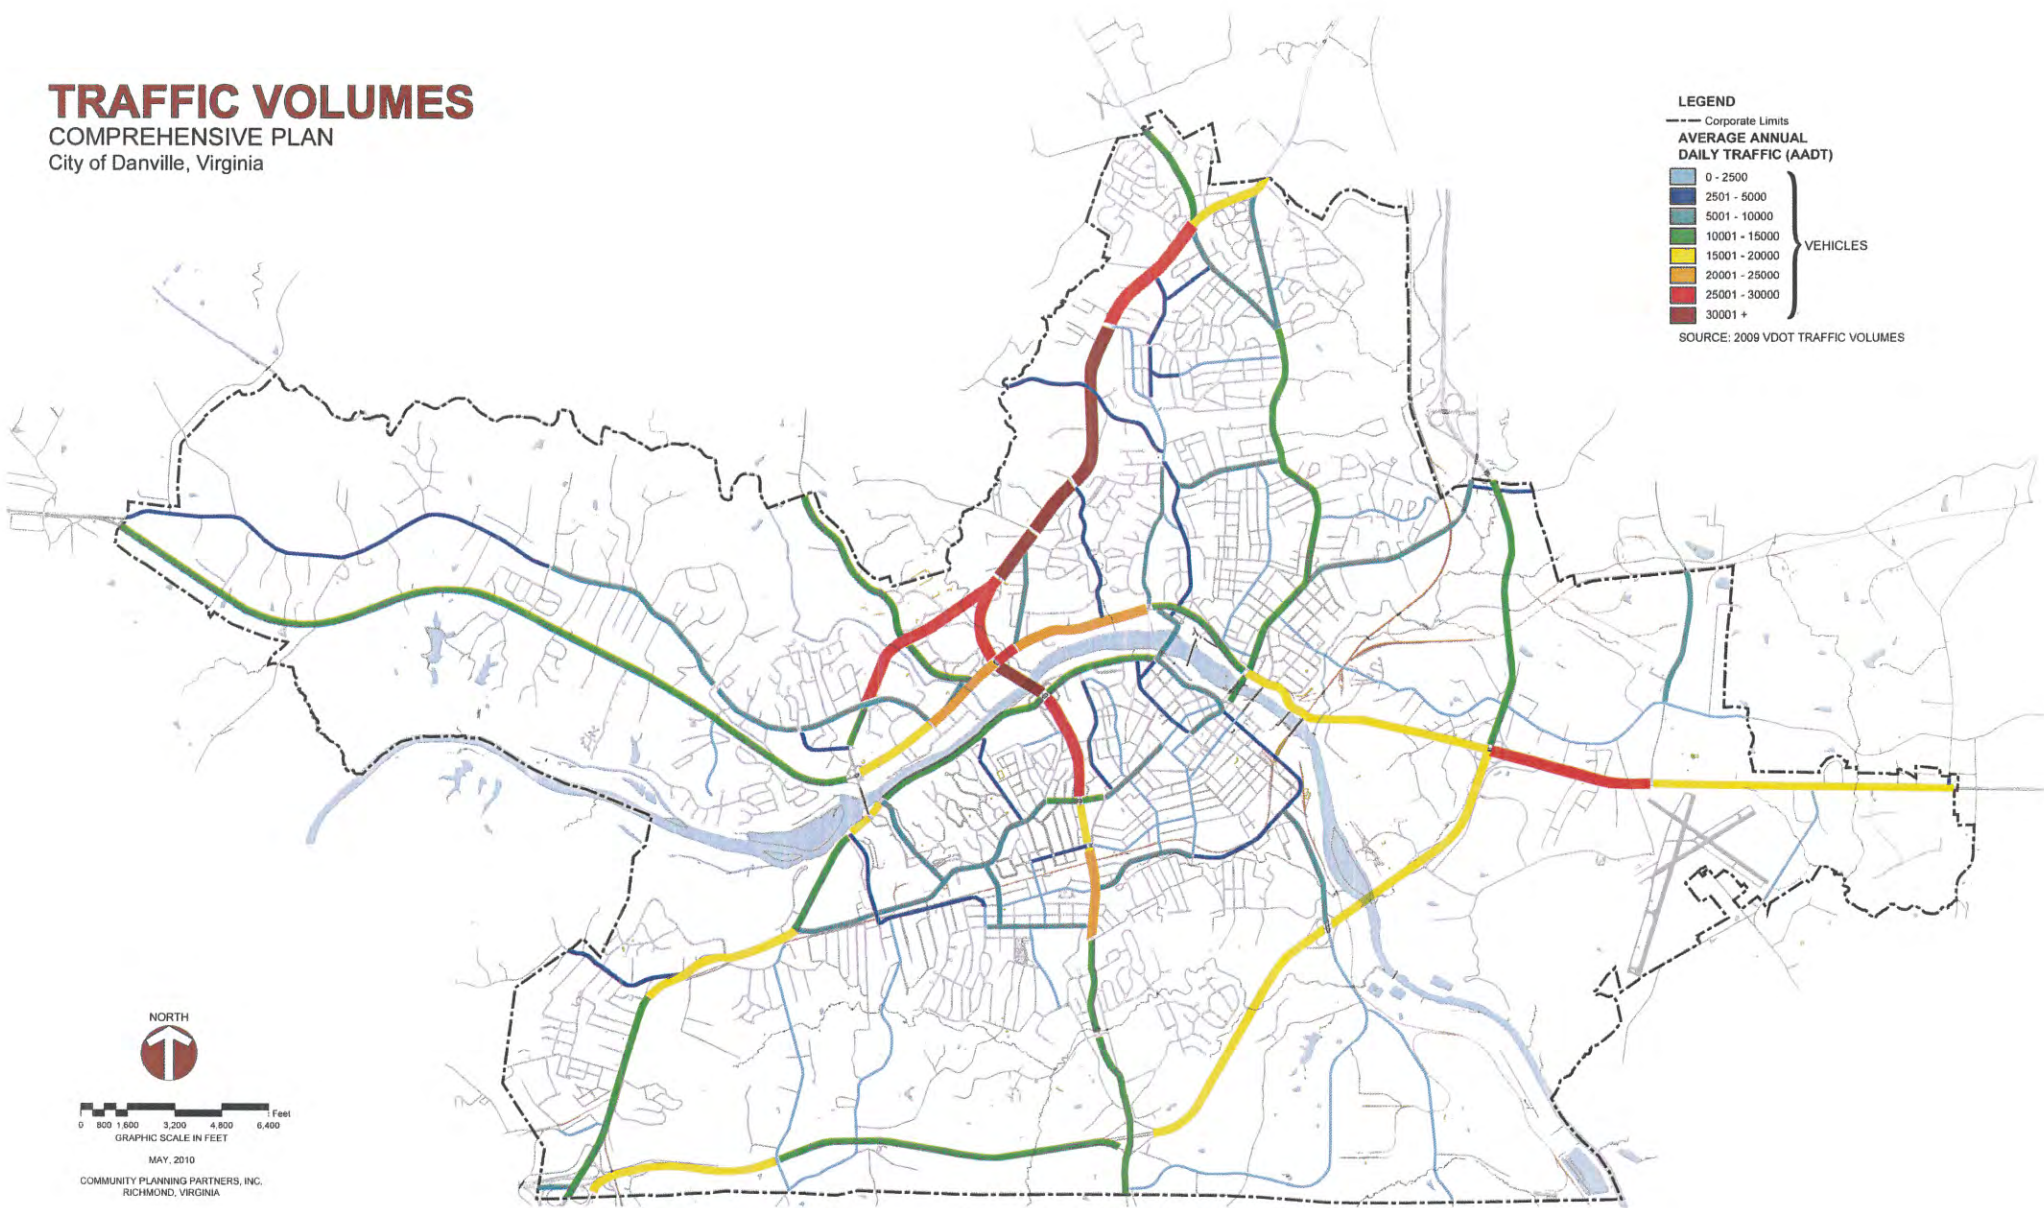 TRAFFIC VOLUMES
COMPREHENSIVE PLAN
City of Danville, Virginia
LEGEND
Corporate Limits
AVERAGE ANNUAL
DAILY TRAFFIC (AADT)
0 - 2500
2501 - 5000
5001 - 10000
10001 - 15000
15001 - 20000
20001 - 25000
25001 - 30000
30001 +
VEHICLES
SOURCE: 2009 VDOT TRAFFIC VOLUMES
NORTH
Feet
0 800 1,600 3,200 4,800 6,400
GRAPHIC SCALE IN FEET
MAY, 2010
COMMUNITY PLANNING PARTNERS, INC.
RICHMOND, VIRGINIA